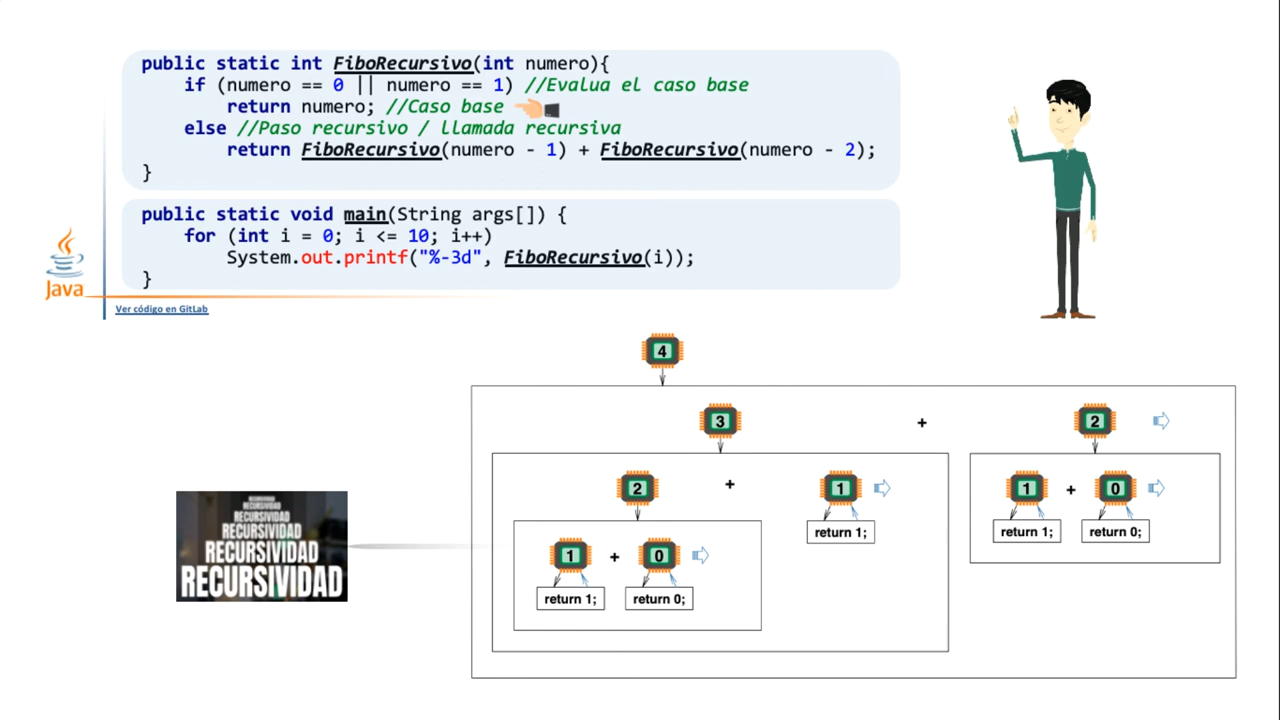 public static int FiboRecursivo(int numero){
if (numero == 0 || numero == 1) //Evalua el caso base
return numero; //Caso base
else //Paso recursivo / llamada recursiva
return FiboRecursivo(numero - 1) + FiboRecursivo(numero - 2);
}
public static void main(String args[]) {
for (int i = 0; i <= 10; i++)
System.out.printf("%-3d", FiboRecursivo(i));
}
Java
Ver código en GitLab
4
3 + 2
2 + 1
1 + 0
return 1;
return 1; return 0;
1 + 0
return 1; return 0;
RECURSIVIDAD
RECURSIVIDAD
RECURSIVIDAD
RECURSIVIDAD
RECURSIVIDAD